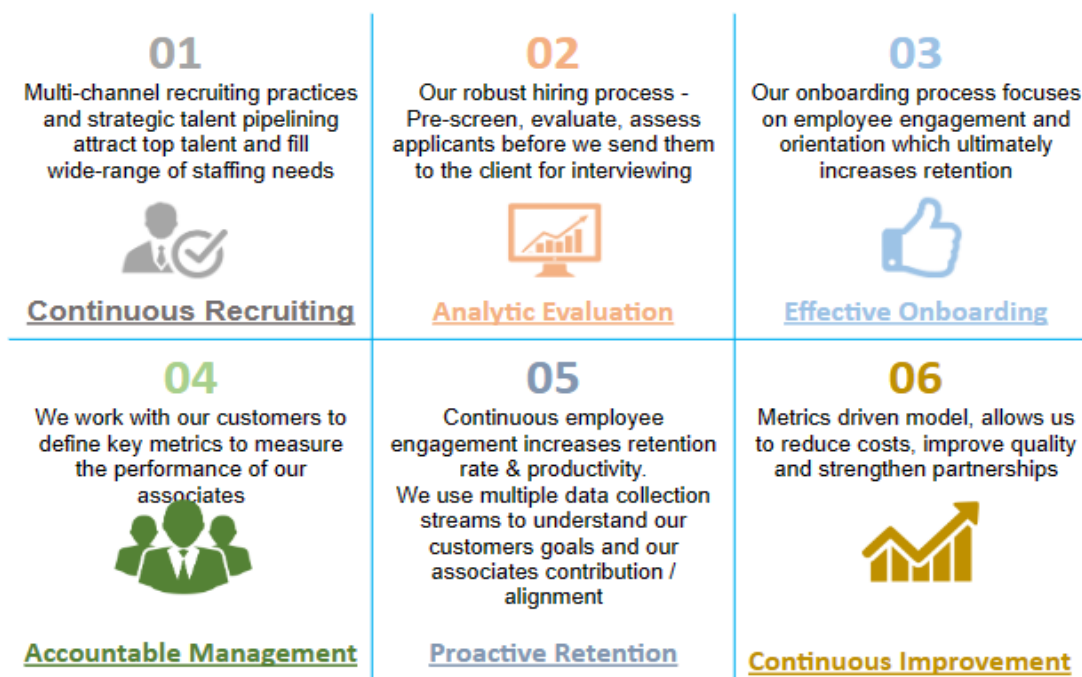 01
Multi-channel recruiting practices
and strategic talent pipelining
attract top talent and fill
wide-range of staffing needs
Continuous Recruiting
02
Our robust hiring process -
Pre-screen, evaluate, assess
applicants before we send them
to the client for interviewing
Analytic Evaluation
03
Our onboarding process focuses
on employee engagement and
orientation which ultimately
increases retention
Effective Onboarding
04
We work with our customers to
define key metrics to measure
the performance of our
associates
Accountable Management
05
Continuous employee
engagement increases retention
rate & productivity.
We use multiple data collection
streams to understand our
customers goals and our
associates contribution /
alignment
Proactive Retention
06
Metrics driven model, allows us
to reduce costs, improve quality
and strengthen partnerships
Continuous Improvement